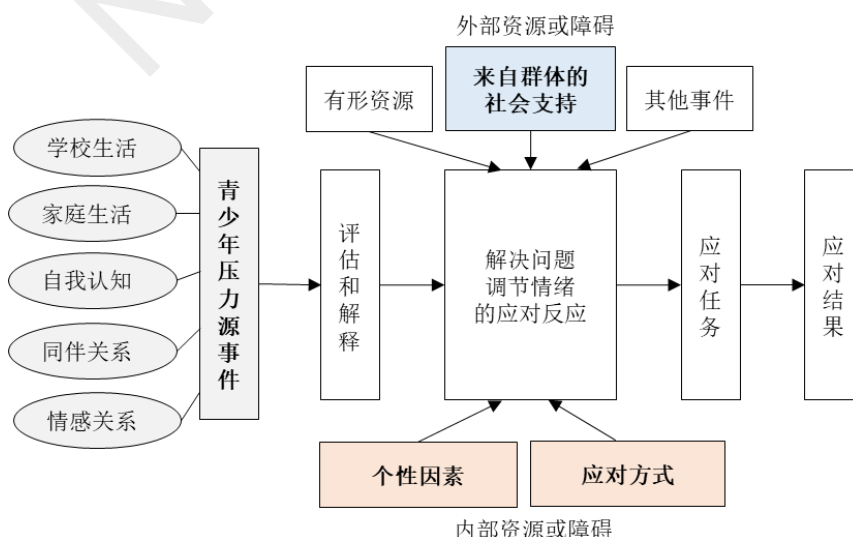 外部资源或障碍
有形资源
来自群体的
社会支持
其他事件
学校生活
家庭生活
自我认知
同伴关系
情感关系
青少年压力源事件
评估和解释
解决问题
调节情绪
的应对反应
应对任务
应对结果
个性因素
应对方式
内部资源或障碍